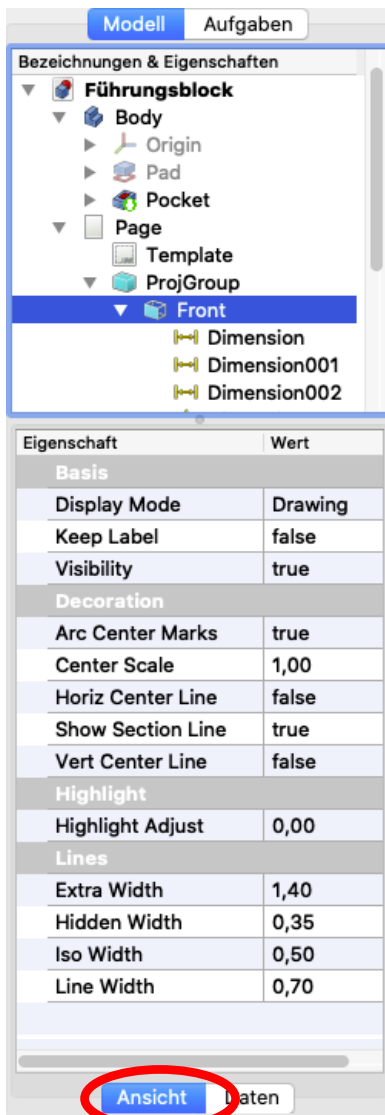 Modell Aufgaben
Bezeichnungen & Eigenschaften
Führungsblock
Body
Origin
Pad
Pocket
Page
Template
ProjGroup
Front
Dimension
Dimension001
Dimension002
Eigenschaft Wert
Basis
Display Mode Drawing
Keep Label false
Visibility true
Decoration
Arc Center Marks true
Center Scale 1,00
Horiz Center Line false
Show Section Line true
Vert Center Line false
Highlight
Highlight Adjust 0,00
Lines
Extra Width 1,40
Hidden Width 0,35
Iso Width 0,50
Line Width 0,70
Ansicht Daten